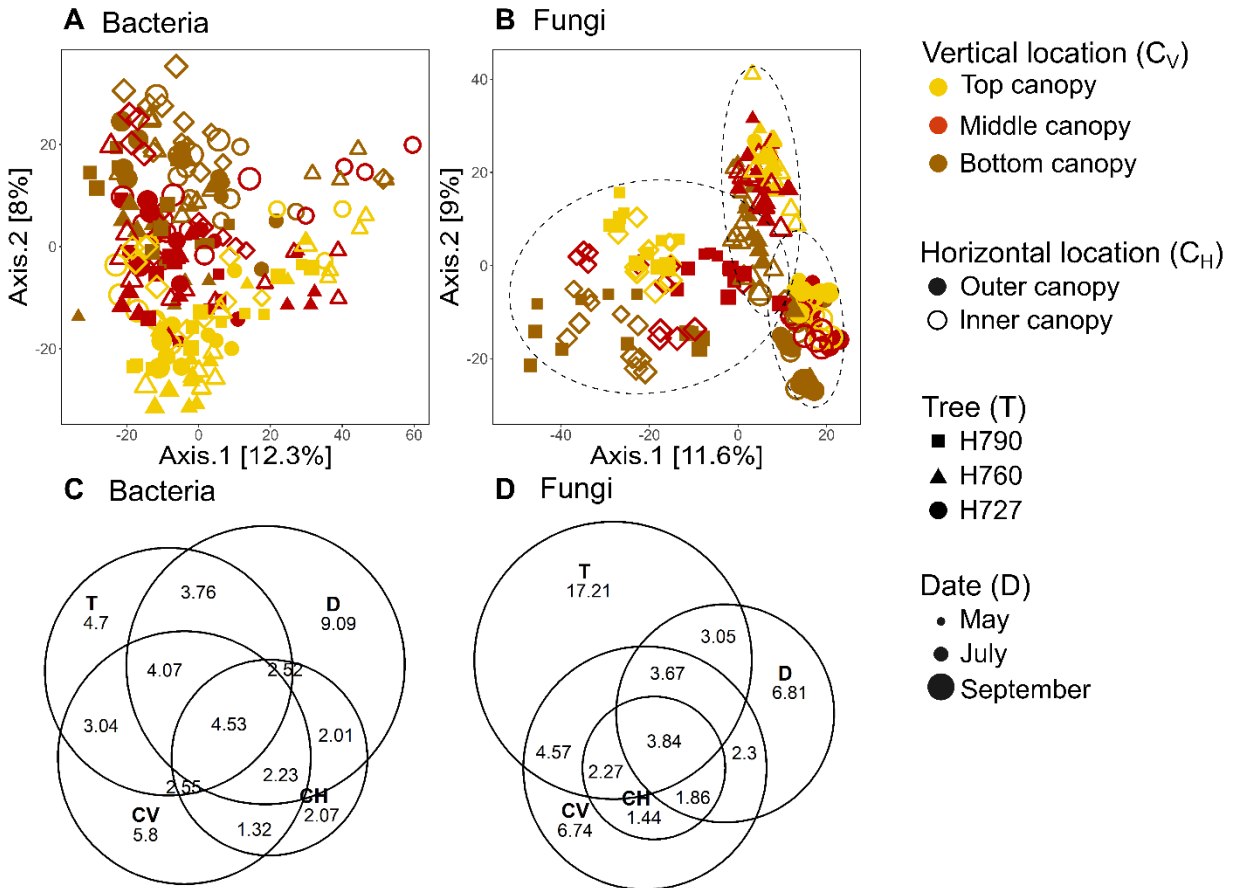 A Bacteria
Axis.2 [8%]
20
0
-20
-20
0
20
40
60
Axis.1 [12.3%]
B Fungi
Axis.2 [9%]
40
20
0
-20
-40
-20
0
20
Axis.1 [11.6%]
Vertical location (CV)
Top canopy
Middle canopy
Bottom canopy
Horizontal location (CH)
Outer canopy
Inner canopy
Tree (T)
H790
H760
H727
Date (D)
May
July
September
C Bacteria
T
4.7
3.76
D
9.09
4.07
2.52
3.04
4.53
2.01
2.55
2.23
CV
5.8
1.32
CH
2.07
D Fungi
T
17.21
3.05
3.67
D
6.81
4.57
3.84
2.3
2.27
CH
1.44
1.86
CV
6.74